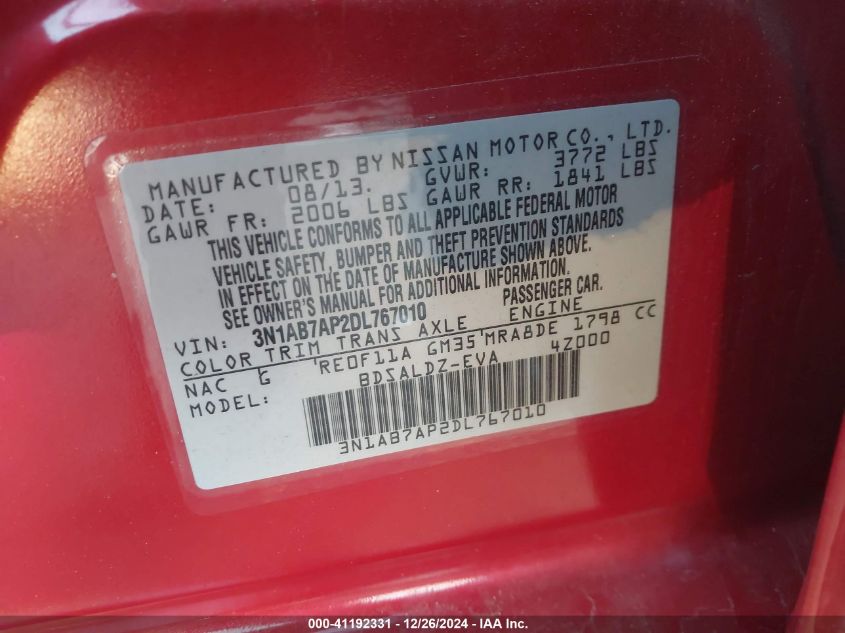 MANUFACTURED BY NISSAN MOTOR CO., LTD.
DATE: 08/13. GVWR: 3772 LBS
GAWR FR: 2006 LBS GAWR RR: 1841 LBS
THIS VEHICLE CONFORMS TO ALL APPLICABLE FEDERAL MOTOR
VEHICLE SAFETY, BUMPER AND THEFT PREVENTION STANDARDS
IN EFFECT ON THE DATE OF MANUFACTURE SHOWN ABOVE.
SEE OWNER'S MANUAL FOR ADDITIONAL INFORMATION.
VIN: 3N1AB7AP2DL767010 PASSENGER CAR.
COLOR TRIM TRANS AXLE ENGINE
NAC G RE0F11A GM35 MRA8DE 1798 CC
MODEL: BDSALDZ-EVA 4Z000
3N1AB7AP2DL767010
000-41192331 - 12/26/2024 - IAA Inc.